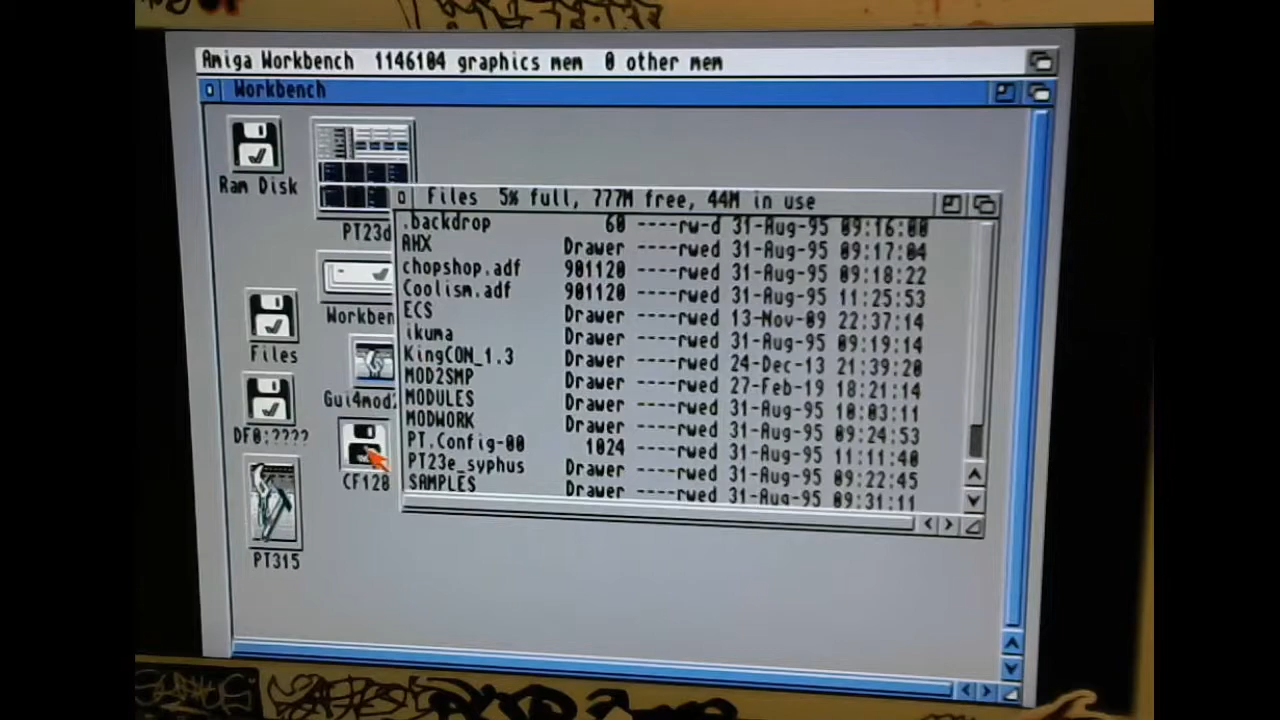 Amiga Workbench 1146104 graphics mem 0 other mem
Workbench
Ram Disk
PT23d
Files 5% full, 777M free, 44M in use
.backdrop 60 ----rw-d 31-Aug-95 09:16:00
AHX Drawer ----rwed 31-Aug-95 09:17:04
chopshop.adf 901120 ----rwed 31-Aug-95 09:18:22
Coolism.adf 901120 ----rwed 31-Aug-95 11:25:53
ECS Drawer ----rwed 13-Nov-09 22:37:14
ikuma Drawer ----rwed 31-Aug-95 09:19:14
KingCON_1.3 Drawer ----rwed 24-Dec-13 21:39:20
MOD2SMP Drawer ----rwed 27-Feb-19 18:21:14
MODULES Drawer ----rwed 31-Aug-95 10:03:11
MODWORK Drawer ----rwed 31-Aug-95 09:24:53
PT.Config-00 1024 ----rwed 31-Aug-95 11:11:40
PT23e_syphus Drawer ----rwed 31-Aug-95 09:22:45
SAMPLES Drawer ----rwed 31-Aug-95 09:31:11
Workben
Files
Gui4mod2
DF0:????
CF128
PT315